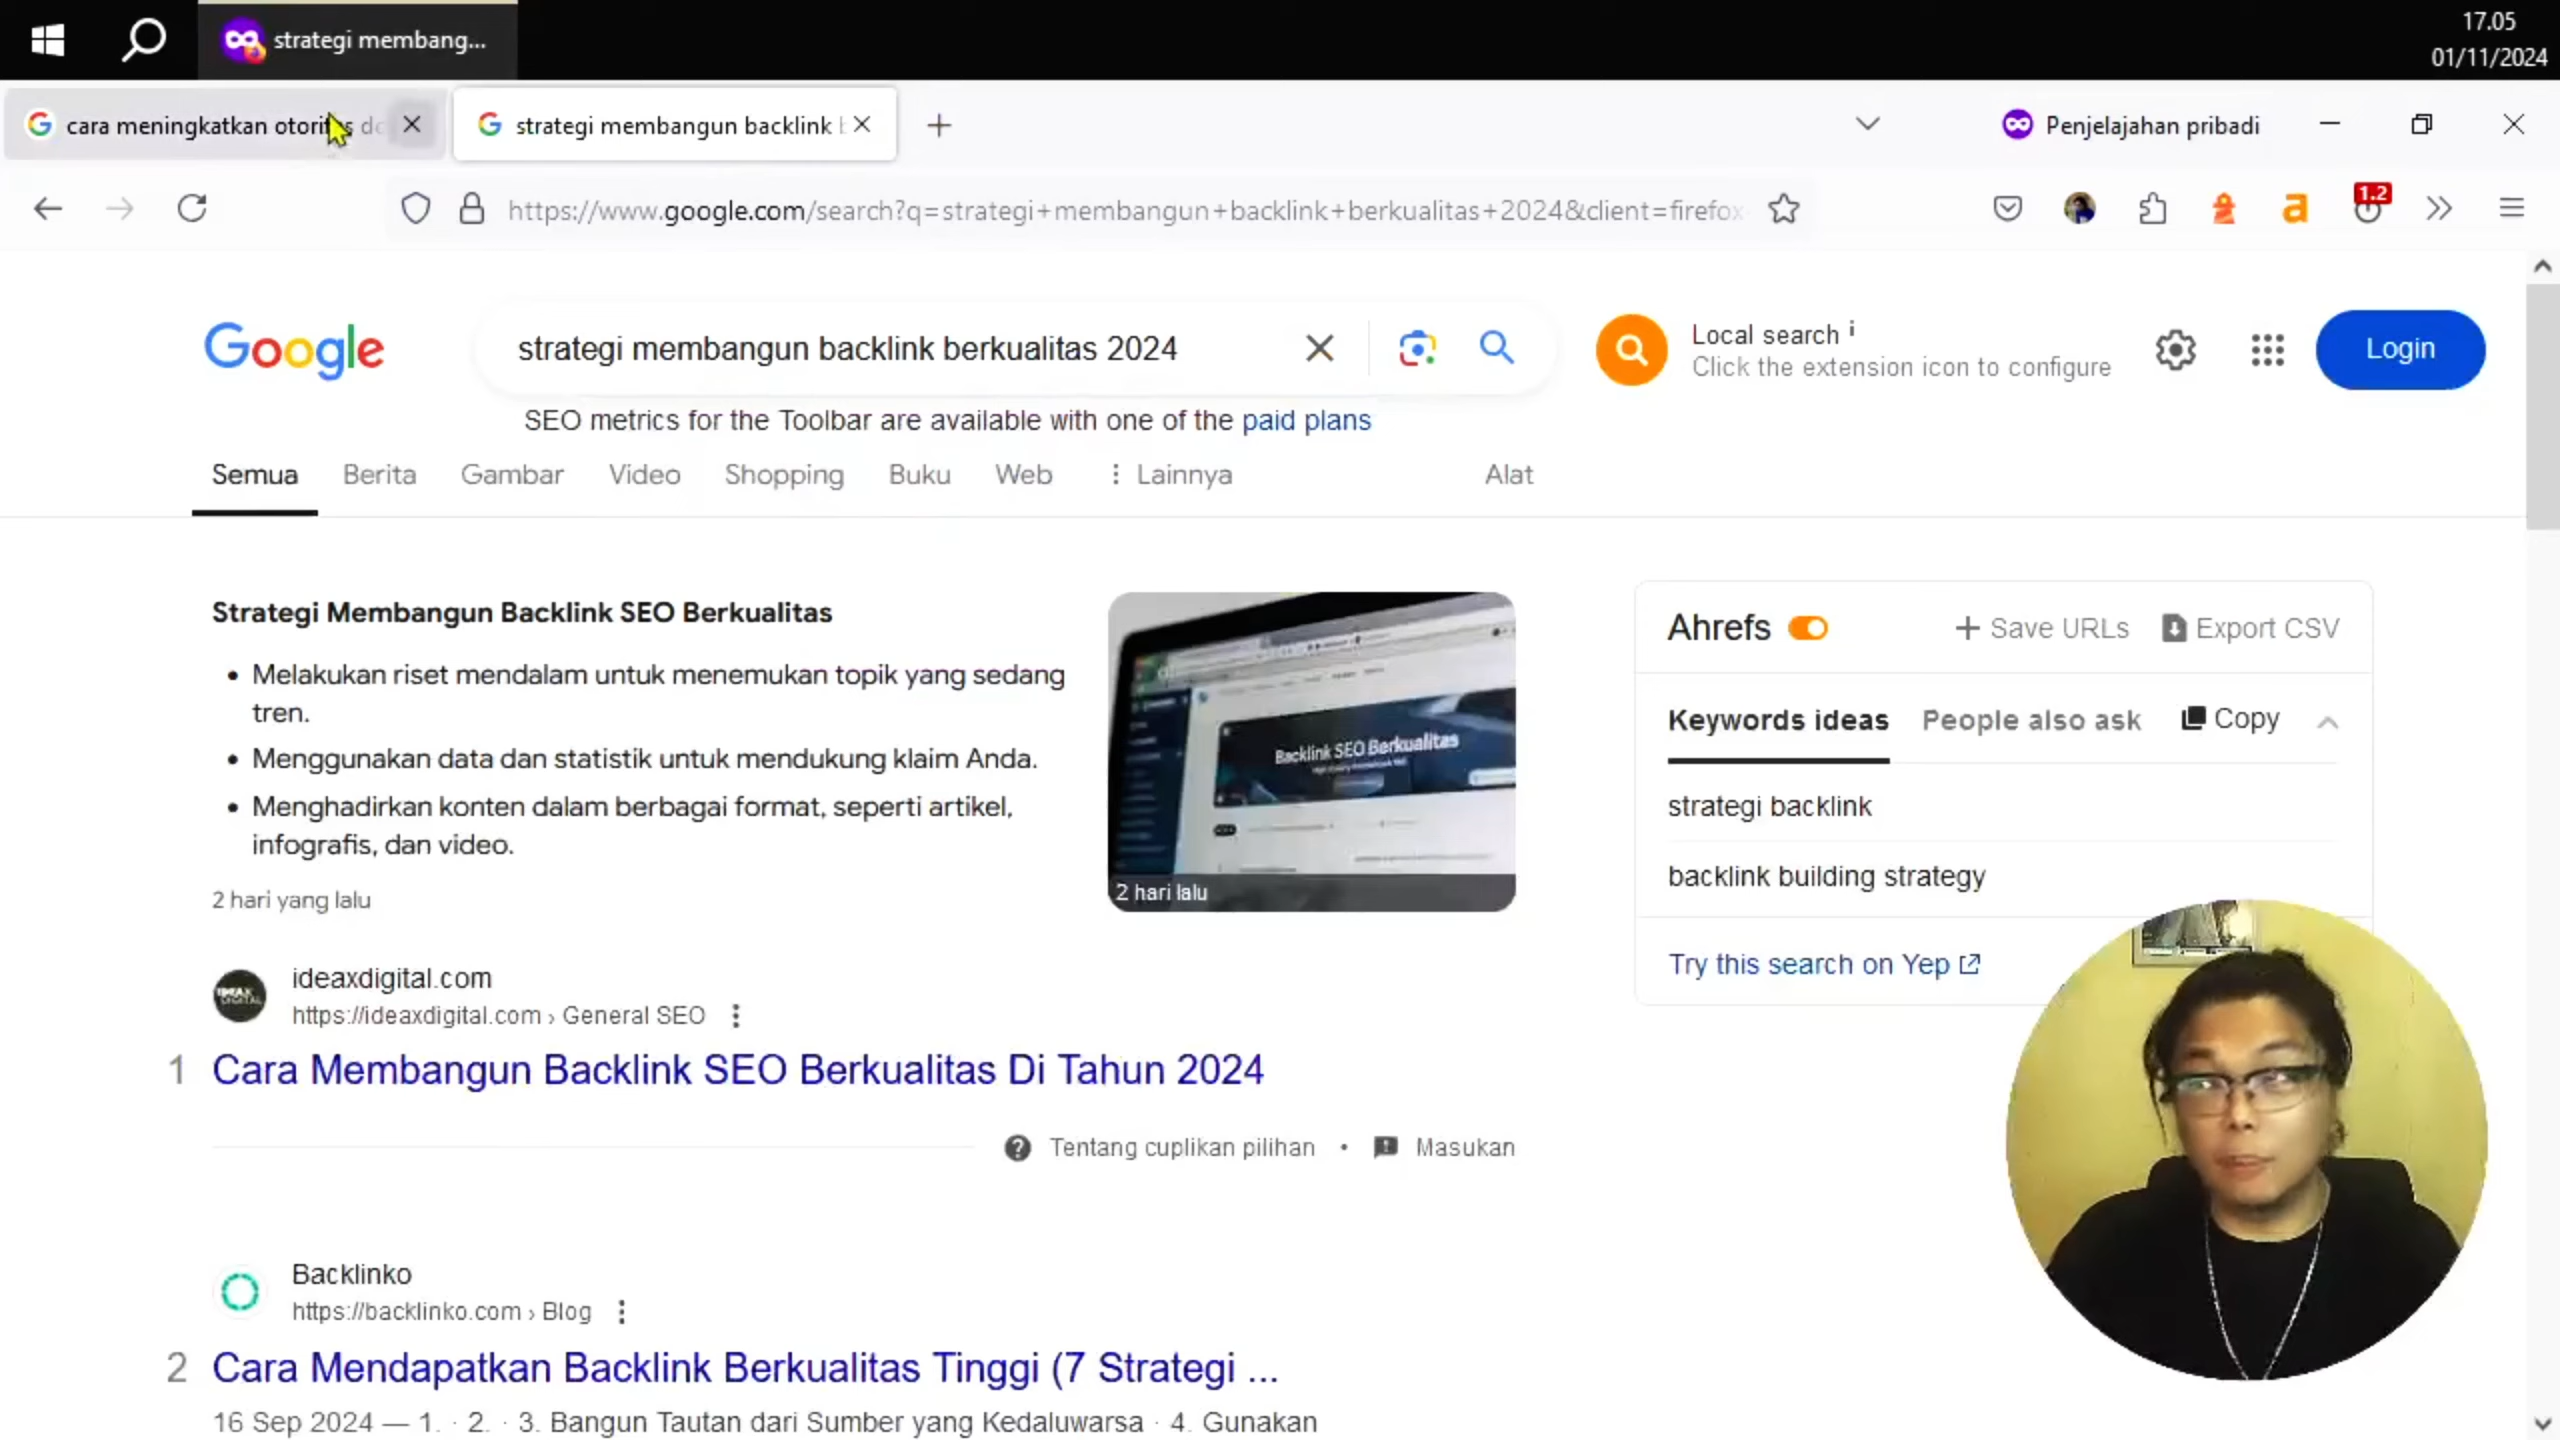 strategi membang...
17.05
01/11/2024
cara meningkatkan otoritas do
strategi membangun backlink b
Penjelajahan pribadi
https://www.google.com/search?q=strategi+membangun+backlink+berkualitas+2024&client=firefox
1.2
Google
strategi membangun backlink berkualitas 2024
Local search i
Click the extension icon to configure
Login
SEO metrics for the Toolbar are available with one of the paid plans
Semua Berita Gambar Video Shopping Buku Web Lainnya Alat
Strategi Membangun Backlink SEO Berkualitas
• Melakukan riset mendalam untuk menemukan topik yang sedang
tren.
• Menggunakan data dan statistik untuk mendukung klaim Anda.
• Menghadirkan konten dalam berbagai format, seperti artikel,
infografis, dan video.
2 hari yang lalu
Backlink SEO Berkualitas
2 hari lalu
Ahrefs + Save URLs Export CSV
Keywords ideas People also ask Copy
strategi backlink
backlink building strategy
Try this search on Yep
IDEAX
DIGITAL
ideaxdigital.com
https://ideaxdigital.com › General SEO
1 Cara Membangun Backlink SEO Berkualitas Di Tahun 2024
Tentang cuplikan pilihan • Masukan
Backlinko
https://backlinko.com › Blog
2 Cara Mendapatkan Backlink Berkualitas Tinggi (7 Strategi ...
16 Sep 2024 — 1. · 2. · 3. Bangun Tautan dari Sumber yang Kedaluwarsa · 4. Gunakan